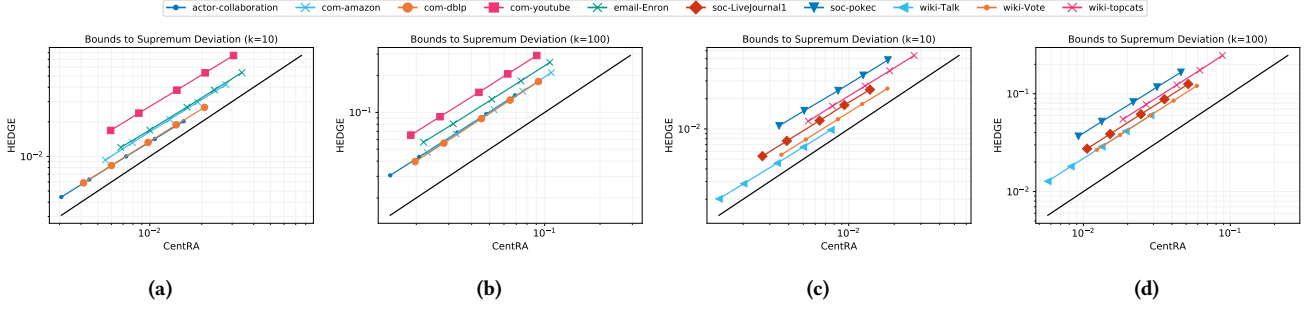 actor-collaboration com-amazon com-dblp com-youtube email-Enron soc-LiveJournal1 soc-pokec wiki-Talk wiki-Vote wiki-topcats
Bounds to Supremum Deviation (k=10)
HEDGE
10⁻²
10⁻²
CentRA
(a)
Bounds to Supremum Deviation (k=100)
HEDGE
10⁻¹
10⁻¹
CentRA
(b)
Bounds to Supremum Deviation (k=10)
HEDGE
10⁻²
10⁻²
CentRA
(c)
Bounds to Supremum Deviation (k=100)
HEDGE
10⁻¹
10⁻²
10⁻² 10⁻¹
CentRA
(d)